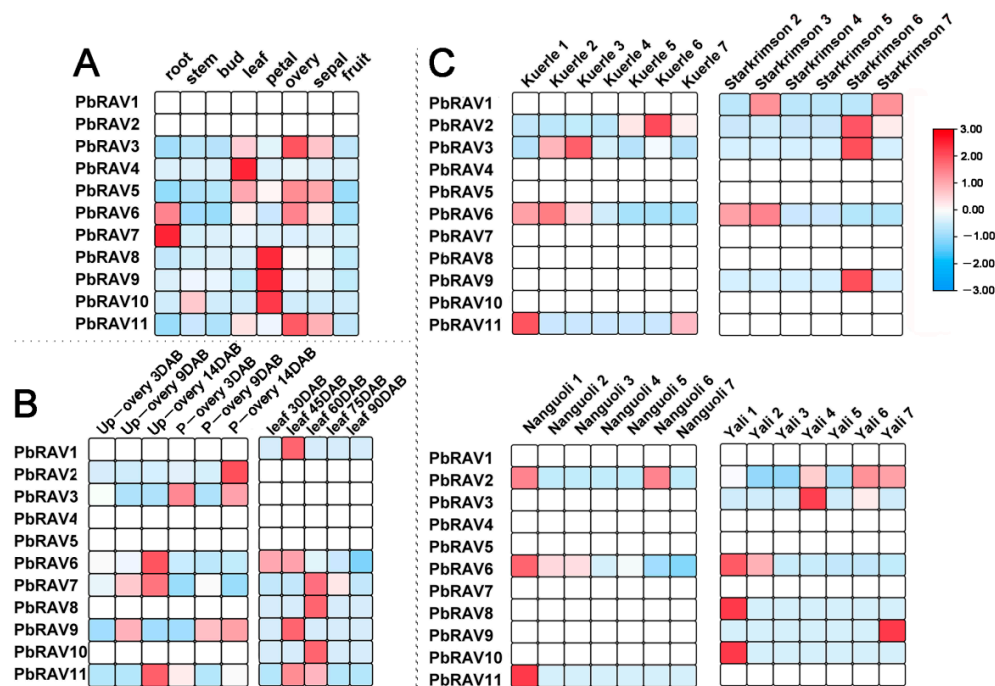 A
root
stem
bud
leaf
petal
overy
sepal
fruit
PbRAV1
PbRAV2
PbRAV3
PbRAV4
PbRAV5
PbRAV6
PbRAV7
PbRAV8
PbRAV9
PbRAV10
PbRAV11
B
Up-overy 3DAB
Up-overy 9DAB
Up-overy 14DAB
P-overy 3DAB
P-overy 9DAB
P-overy 14DAB
leaf 30DAB
leaf 45DAB
leaf 60DAB
leaf 75DAB
leaf 90DAB
PbRAV1
PbRAV2
PbRAV3
PbRAV4
PbRAV5
PbRAV6
PbRAV7
PbRAV8
PbRAV9
PbRAV10
PbRAV11
C
Kuerle 1
Kuerle 2
Kuerle 3
Kuerle 4
Kuerle 5
Kuerle 6
Kuerle 7
Starkrimson 2
Starkrimson 3
Starkrimson 4
Starkrimson 5
Starkrimson 6
Starkrimson 7
PbRAV1
PbRAV2
PbRAV3
PbRAV4
PbRAV5
PbRAV6
PbRAV7
PbRAV8
PbRAV9
PbRAV10
PbRAV11
3.00
2.00
1.00
0.00
-1.00
-2.00
-3.00
Nanguoli 1
Nanguoli 2
Nanguoli 3
Nanguoli 4
Nanguoli 5
Nanguoli 6
Nanguoli 7
Yali 1
Yali 2
Yali 3
Yali 4
Yali 5
Yali 6
Yali 7
PbRAV1
PbRAV2
PbRAV3
PbRAV4
PbRAV5
PbRAV6
PbRAV7
PbRAV8
PbRAV9
PbRAV10
PbRAV11